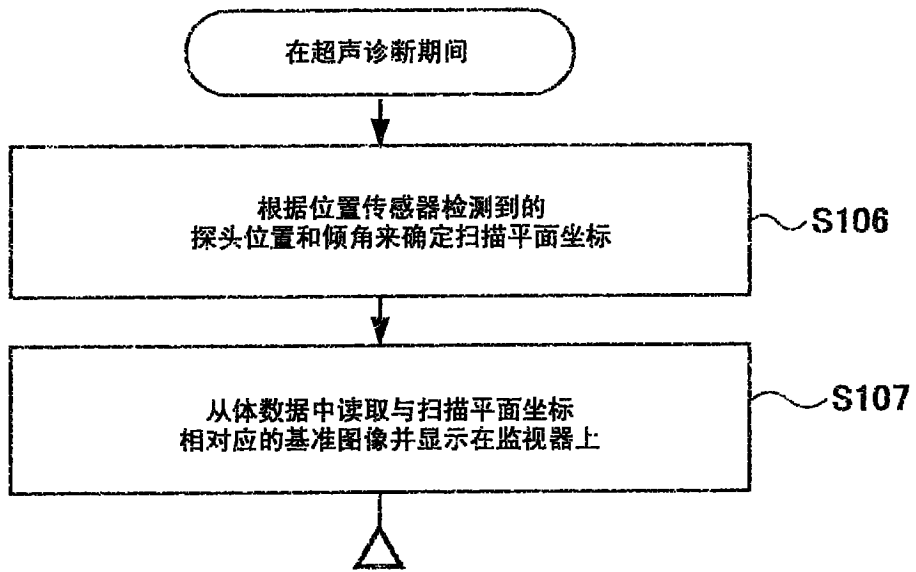 在超声诊断期间
根据位置传感器检测到的
探头位置和倾角来确定扫描平面坐标
S106
从体数据中读取与扫描平面坐标
相对应的基准图像并显示在监视器上
S107